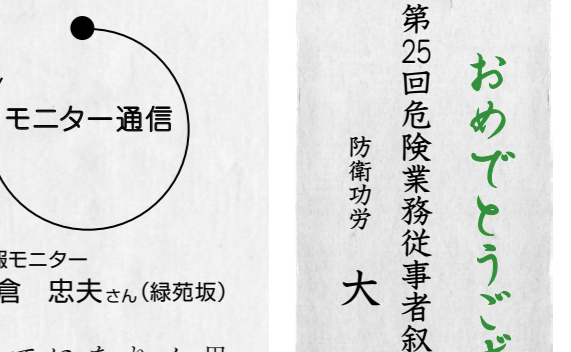 おめでとうご
第25回危険業務従事者叙
防衛功労 大
モニター通信
報モニター
倉 忠夫さん(緑苑坂)